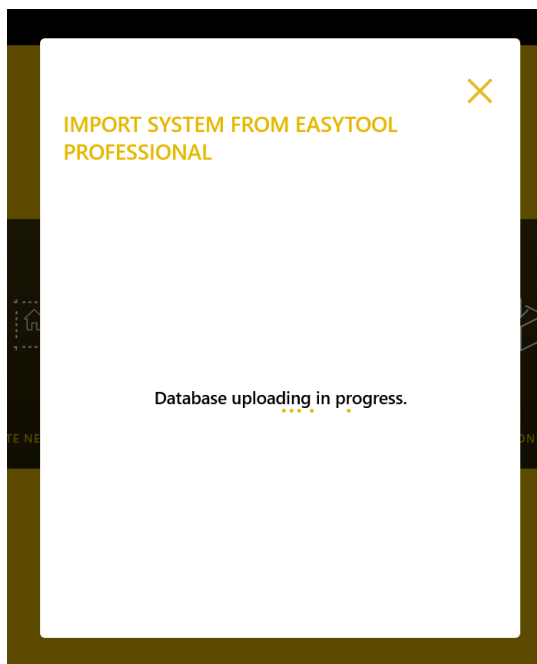 IMPORT SYSTEM FROM EASYTOOL
PROFESSIONAL
Database uploading in progress.